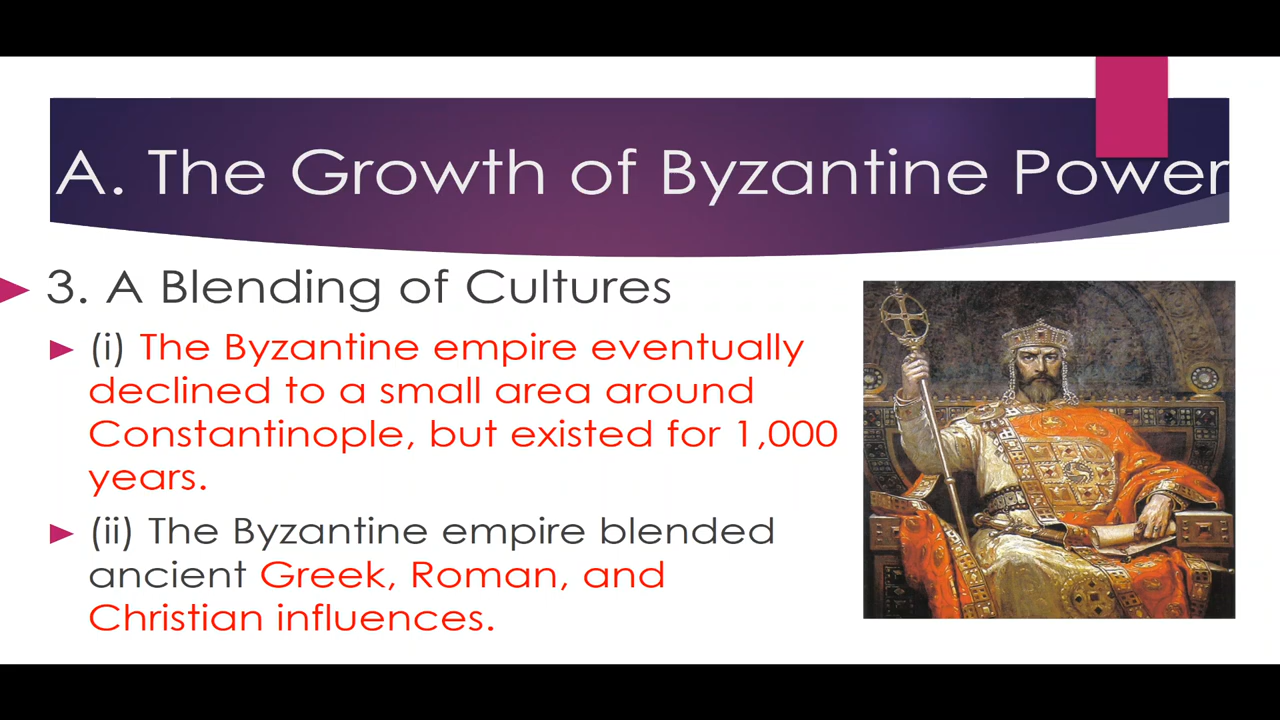 A. The Growth of Byzantine Power
3. A Blending of Cultures
(i) The Byzantine empire eventually
declined to a small area around
Constantinople, but existed for 1,000
years.
(ii) The Byzantine empire blended
ancient Greek, Roman, and
Christian influences.